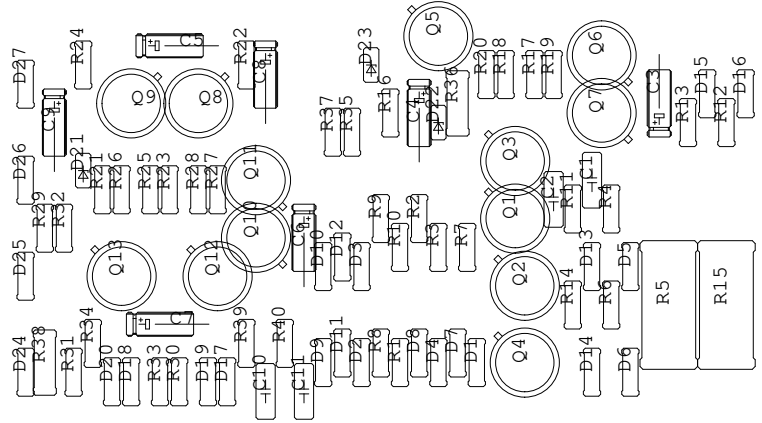 Q5
R24
C5
R22
D23
R20
R18
R17
R19
Q6
D27
C8
R16
R36
C3
D15
D16
Q9
Q8
C9
R37
R35
C4
D22
Q7
R13
R12
D26
D21
R21
R26
R25
R23
R28
R27
Q11
Q3
C2
C1
R29
R32
R9
R2
Q1
R11
R4
Q10
C6
D10
D12
D3
R10
R3
R7
D25
Q13
Q12
Q2
R14
D13
R6
D5
R5
R15
C7
R34
R39
R40
D24
R38
R31
D20
D18
R33
R30
D19
D17
C10
C11
D9
D11
D2
R8
R1
D8
D4
D7
D1
Q4
D14
D6